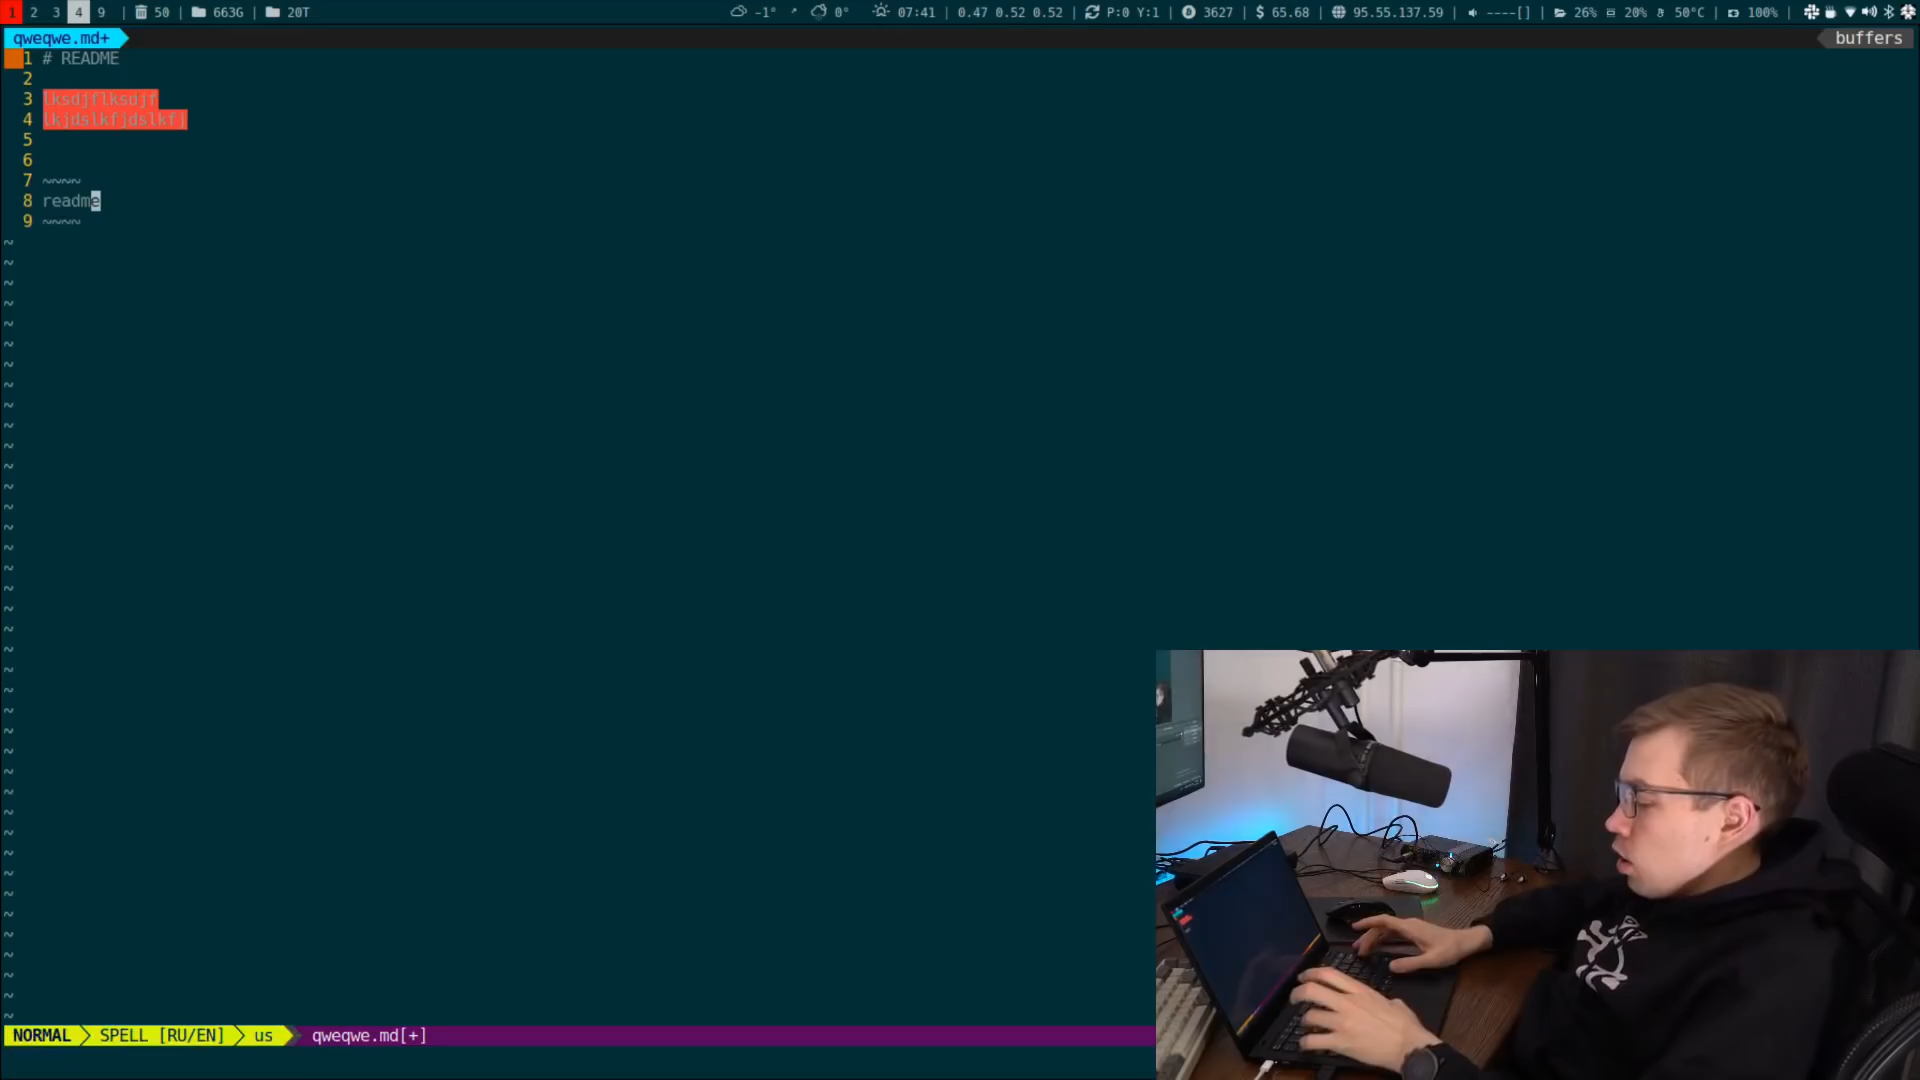 1 2 3 4 9 | 50 | 663G | 20T -1° 0° 07:41 | 0.47 0.52 0.52 | P:0 Y:1 | 3627 | $ 65.68 | 95.55.137.59 | ----[] | 26% 20% 50°C | 100% |
qweqwe.md+ buffers
1 # README
2
3 lksdjflksdjf
4 lkjdslkfjdslkfj
5
6
7 ~~~~
8 readme
9 ~~~~
NORMAL SPELL [RU/EN] us qweqwe.md[+]